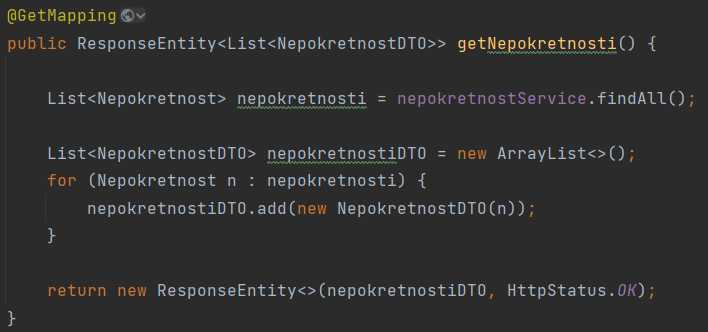 @GetMapping
public ResponseEntity<List<NepokretnostDTO>> getNepokretnosti() {
List<Nepokretnost> nepokretnosti = nepokretnostService.findAll();
List<NepokretnostDTO> nepokretnostiDTO = new ArrayList<>();
for (Nepokretnost n : nepokretnosti) {
nepokretnostiDTO.add(new NepokretnostDTO(n));
}
return new ResponseEntity<>(nepokretnostiDTO, HttpStatus.OK);
}